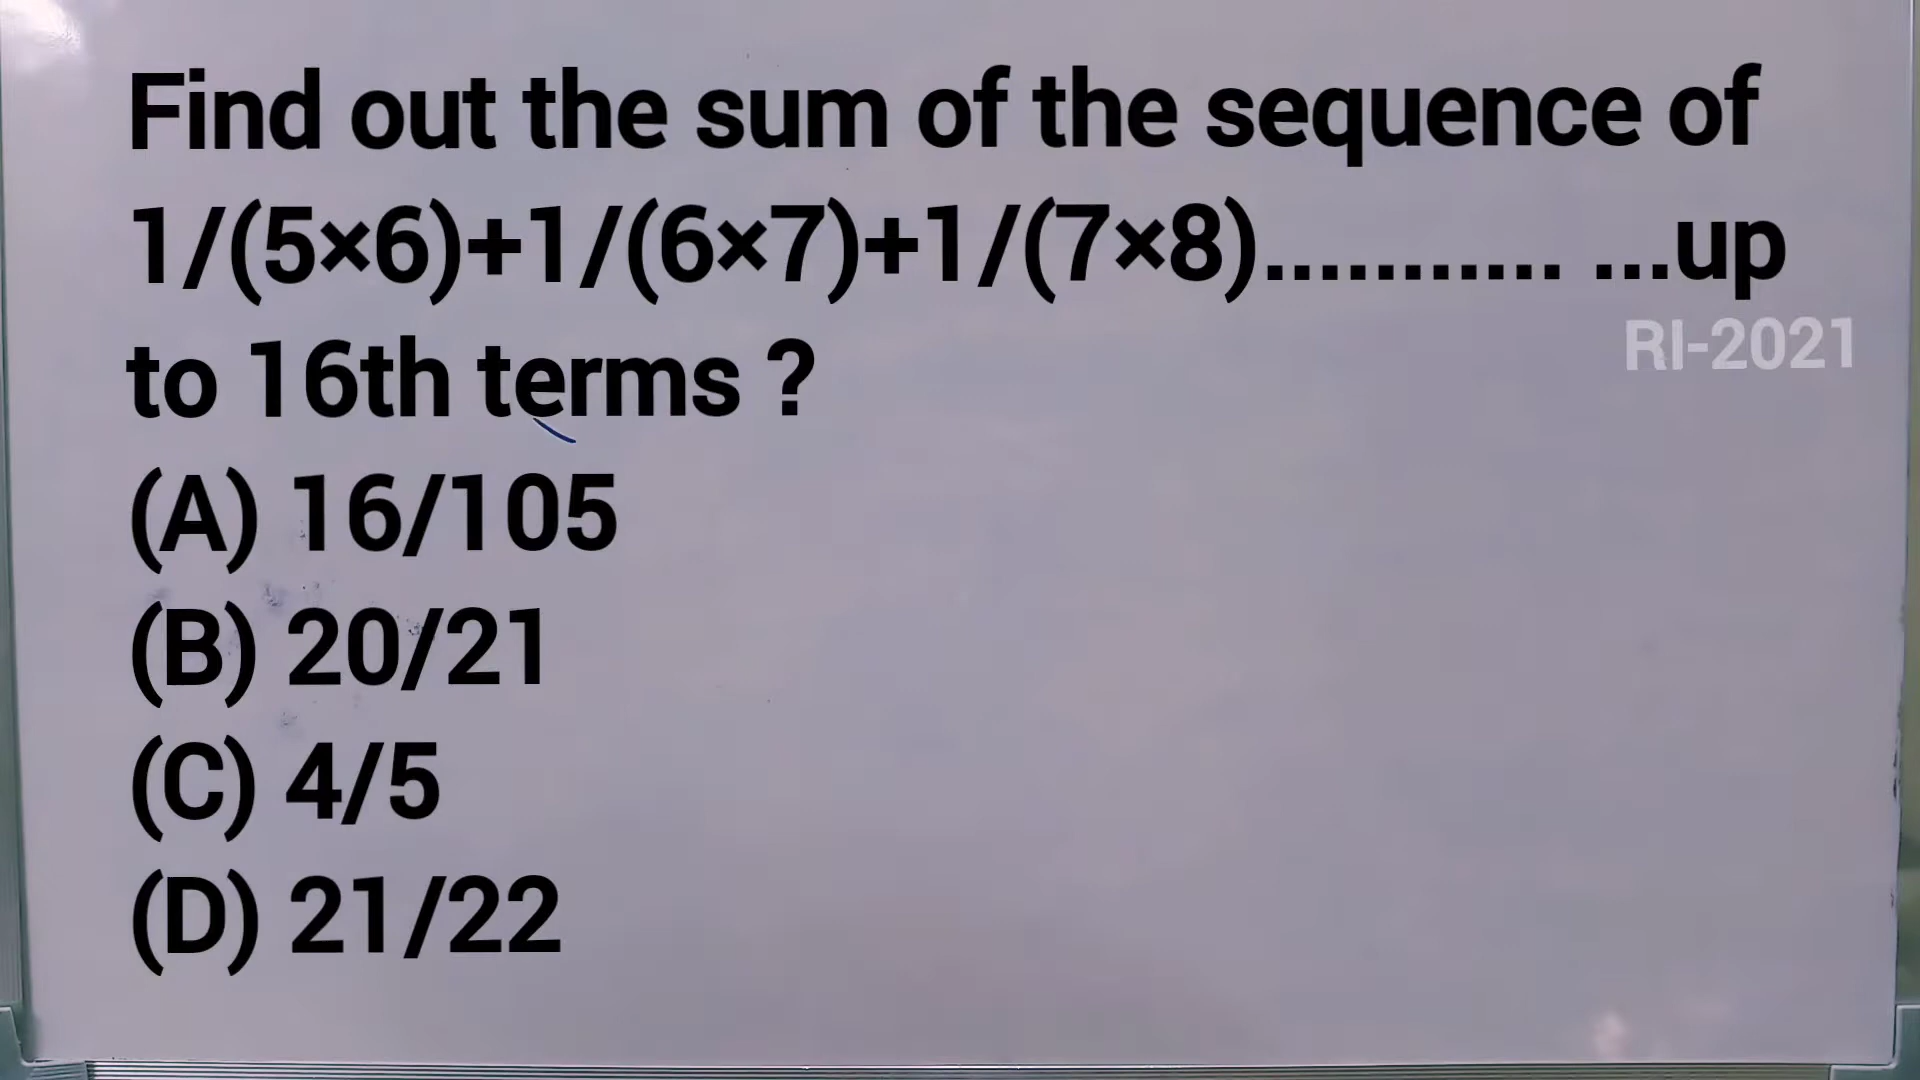 Find out the sum of the sequence of
1/(5×6)+1/(6×7)+1/(7×8)........... ...up
to 16th terms ?
RI-2021
(A) 16/105
(B) 20/21
(C) 4/5
(D) 21/22